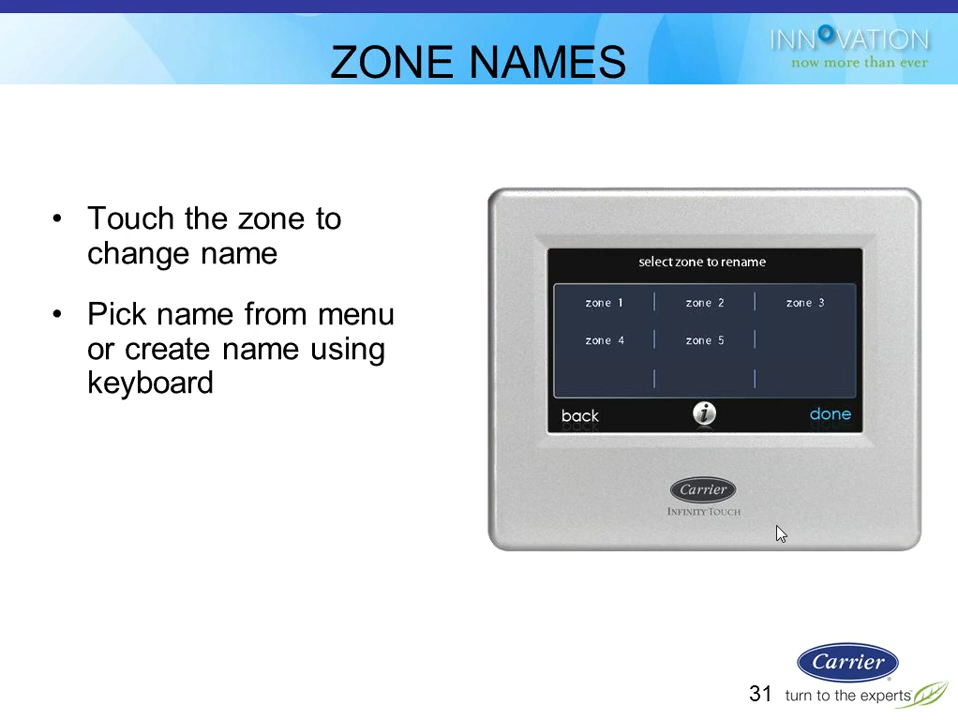 INNOVATION
now more than ever
ZONE NAMES
• Touch the zone to
change name
• Pick name from menu
or create name using
keyboard
select zone to rename
zone 1 zone 2 zone 3
zone 4 zone 5
back i done
Carrier
INFINITY TOUCH
Carrier
31 turn to the experts